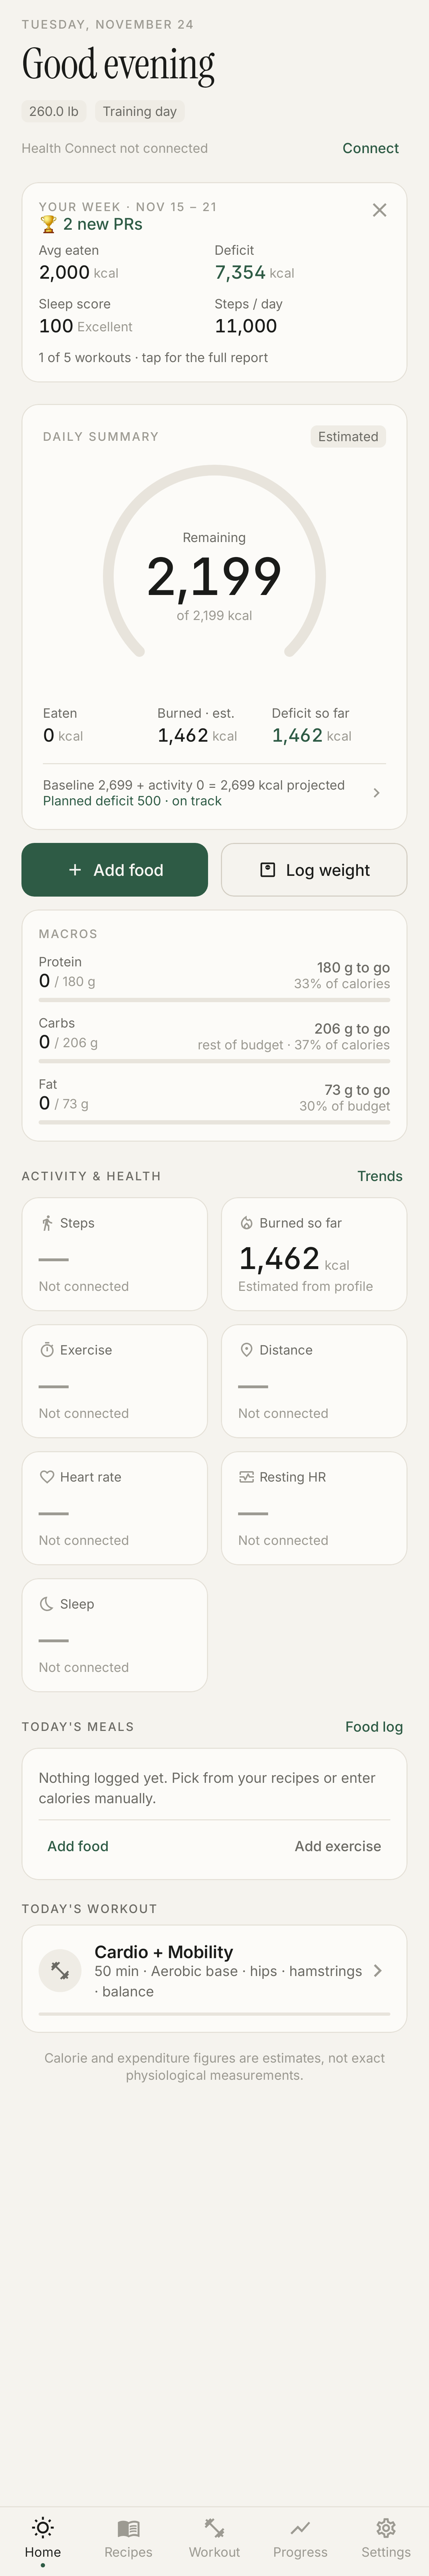 TUESDAY, NOVEMBER 24
Good evening
260.0 lb Training day
Health Connect not connected Connect
YOUR WEEK · NOV 15 – 21
🏆 2 new PRs
Avg eaten Deficit
2,000 kcal 7,354 kcal
Sleep score Steps / day
100 Excellent 11,000
1 of 5 workouts · tap for the full report
DAILY SUMMARY Estimated
Remaining
2,199
of 2,199 kcal
Eaten Burned · est. Deficit so far
0 kcal 1,462 kcal 1,462 kcal
Baseline 2,699 + activity 0 = 2,699 kcal projected
Planned deficit 500 · on track
Add food Log weight
MACROS
Protein
0 / 180 g
180 g to go
33% of calories
Carbs
0 / 206 g
206 g to go
rest of budget · 37% of calories
Fat
0 / 73 g
73 g to go
30% of budget
ACTIVITY & HEALTH Trends
Steps
Not connected
Burned so far
1,462 kcal
Estimated from profile
Exercise
Not connected
Distance
Not connected
Heart rate
Not connected
Resting HR
Not connected
Sleep
Not connected
TODAY'S MEALS Food log
Nothing logged yet. Pick from your recipes or enter
calories manually.
Add food Add exercise
TODAY'S WORKOUT
Cardio + Mobility
50 min · Aerobic base · hips · hamstrings
· balance
Calorie and expenditure figures are estimates, not exact
physiological measurements.
Home Recipes Workout Progress Settings